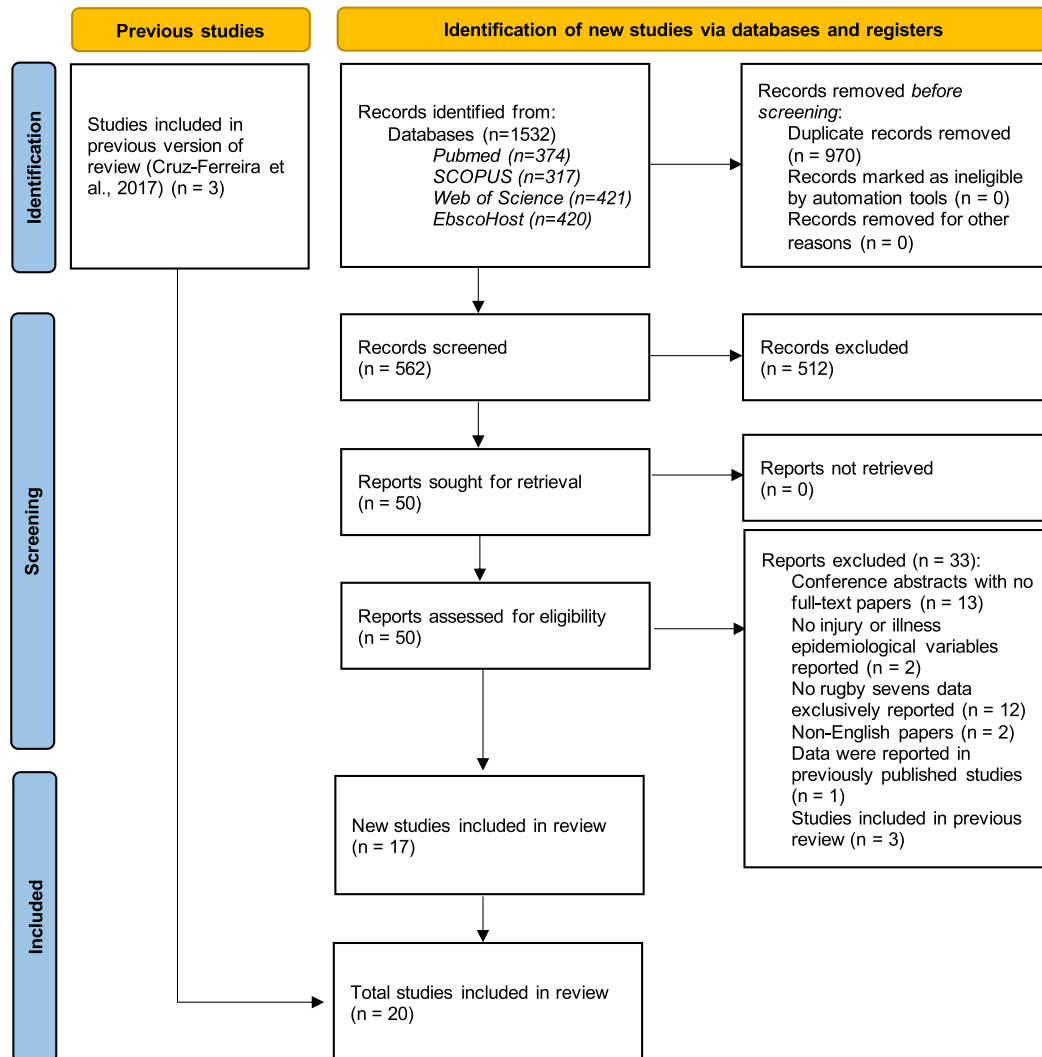 Previous studies
Identification of new studies via databases and registers
Identification
Studies included in
previous version of
review (Cruz-Ferreira et
al., 2017) (n = 3)
Records identified from:
Databases (n=1532)
Pubmed (n=374)
SCOPUS (n=317)
Web of Science (n=421)
EbscoHost (n=420)
Records removed before
screening:
Duplicate records removed
(n = 970)
Records marked as ineligible
by automation tools (n = 0)
Records removed for other
reasons (n = 0)
Screening
Records screened
(n = 562)
Records excluded
(n = 512)
Reports sought for retrieval
(n = 50)
Reports not retrieved
(n = 0)
Reports assessed for eligibility
(n = 50)
Reports excluded (n = 33):
Conference abstracts with no
full-text papers (n = 13)
No injury or illness
epidemiological variables
reported (n = 2)
No rugby sevens data
exclusively reported (n = 12)
Non-English papers (n = 2)
Data were reported in
previously published studies
(n = 1)
Studies included in previous
review (n = 3)
Included
New studies included in review
(n = 17)
Total studies included in review
(n = 20)